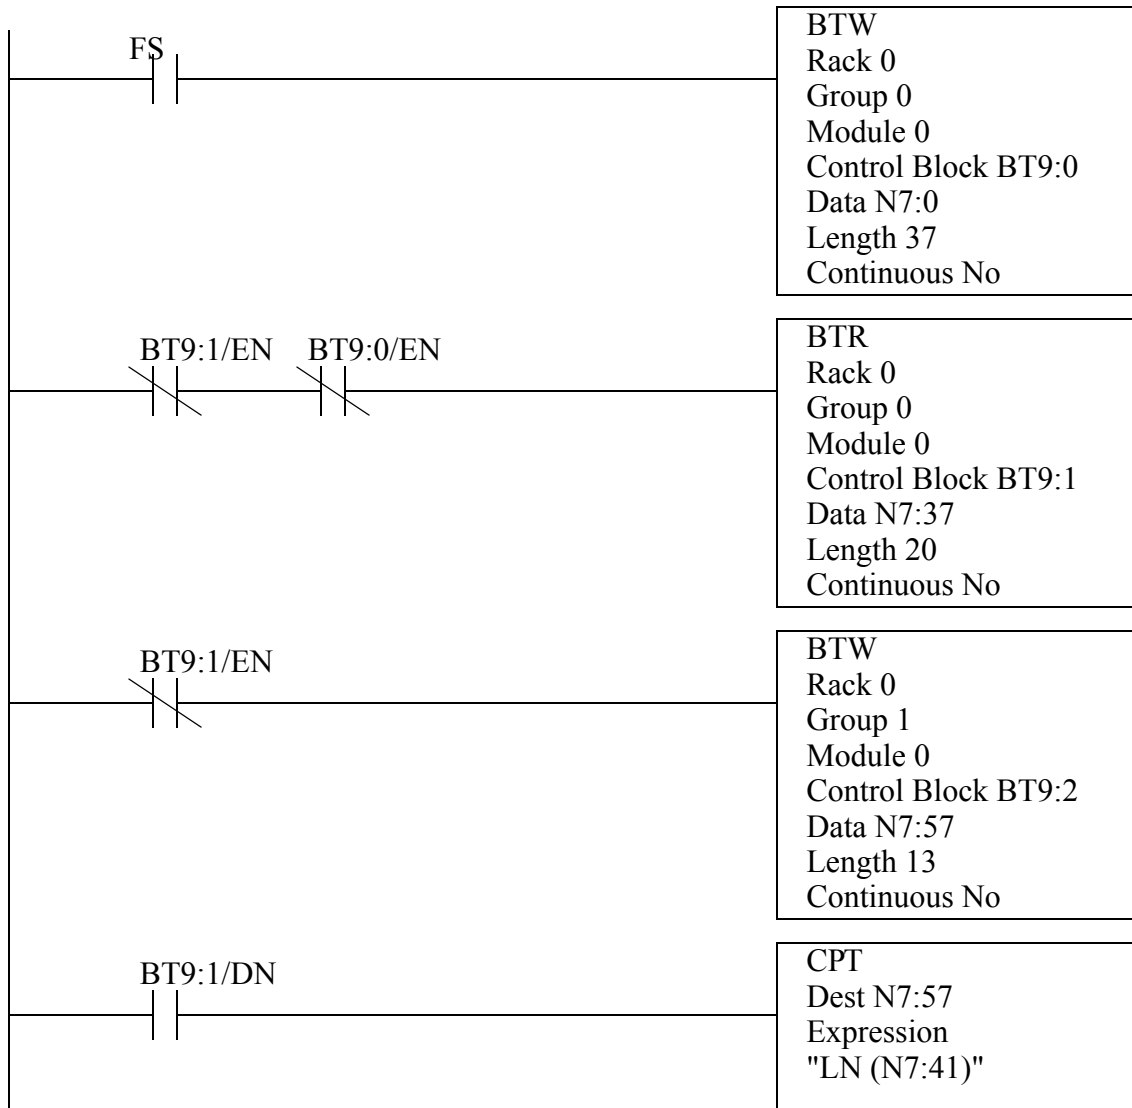 FS
BTW
Rack 0
Group 0
Module 0
Control Block BT9:0
Data N7:0
Length 37
Continuous No
BT9:1/EN BT9:0/EN
BTR
Rack 0
Group 0
Module 0
Control Block BT9:1
Data N7:37
Length 20
Continuous No
BT9:1/EN
BTW
Rack 0
Group 1
Module 0
Control Block BT9:2
Data N7:57
Length 13
Continuous No
BT9:1/DN
CPT
Dest N7:57
Expression
"LN (N7:41)"